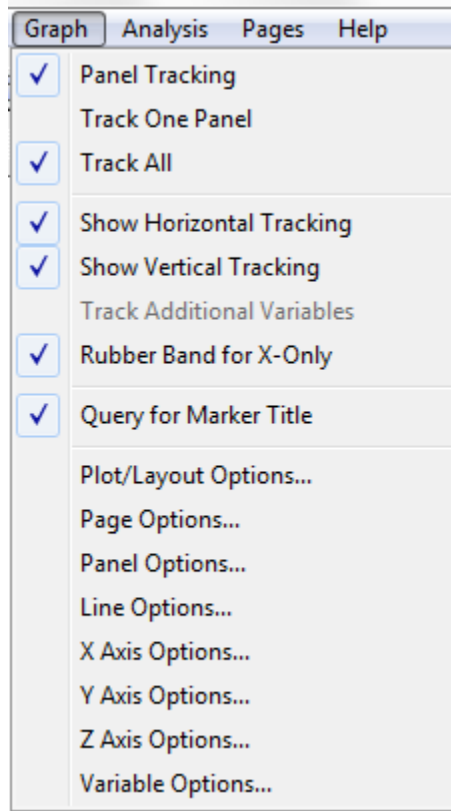 Graph Analysis Pages Help
Panel Tracking
Track One Panel
Track All
Show Horizontal Tracking
Show Vertical Tracking
Track Additional Variables
Rubber Band for X-Only
Query for Marker Title
Plot/Layout Options...
Page Options...
Panel Options...
Line Options...
X Axis Options...
Y Axis Options...
Z Axis Options...
Variable Options...